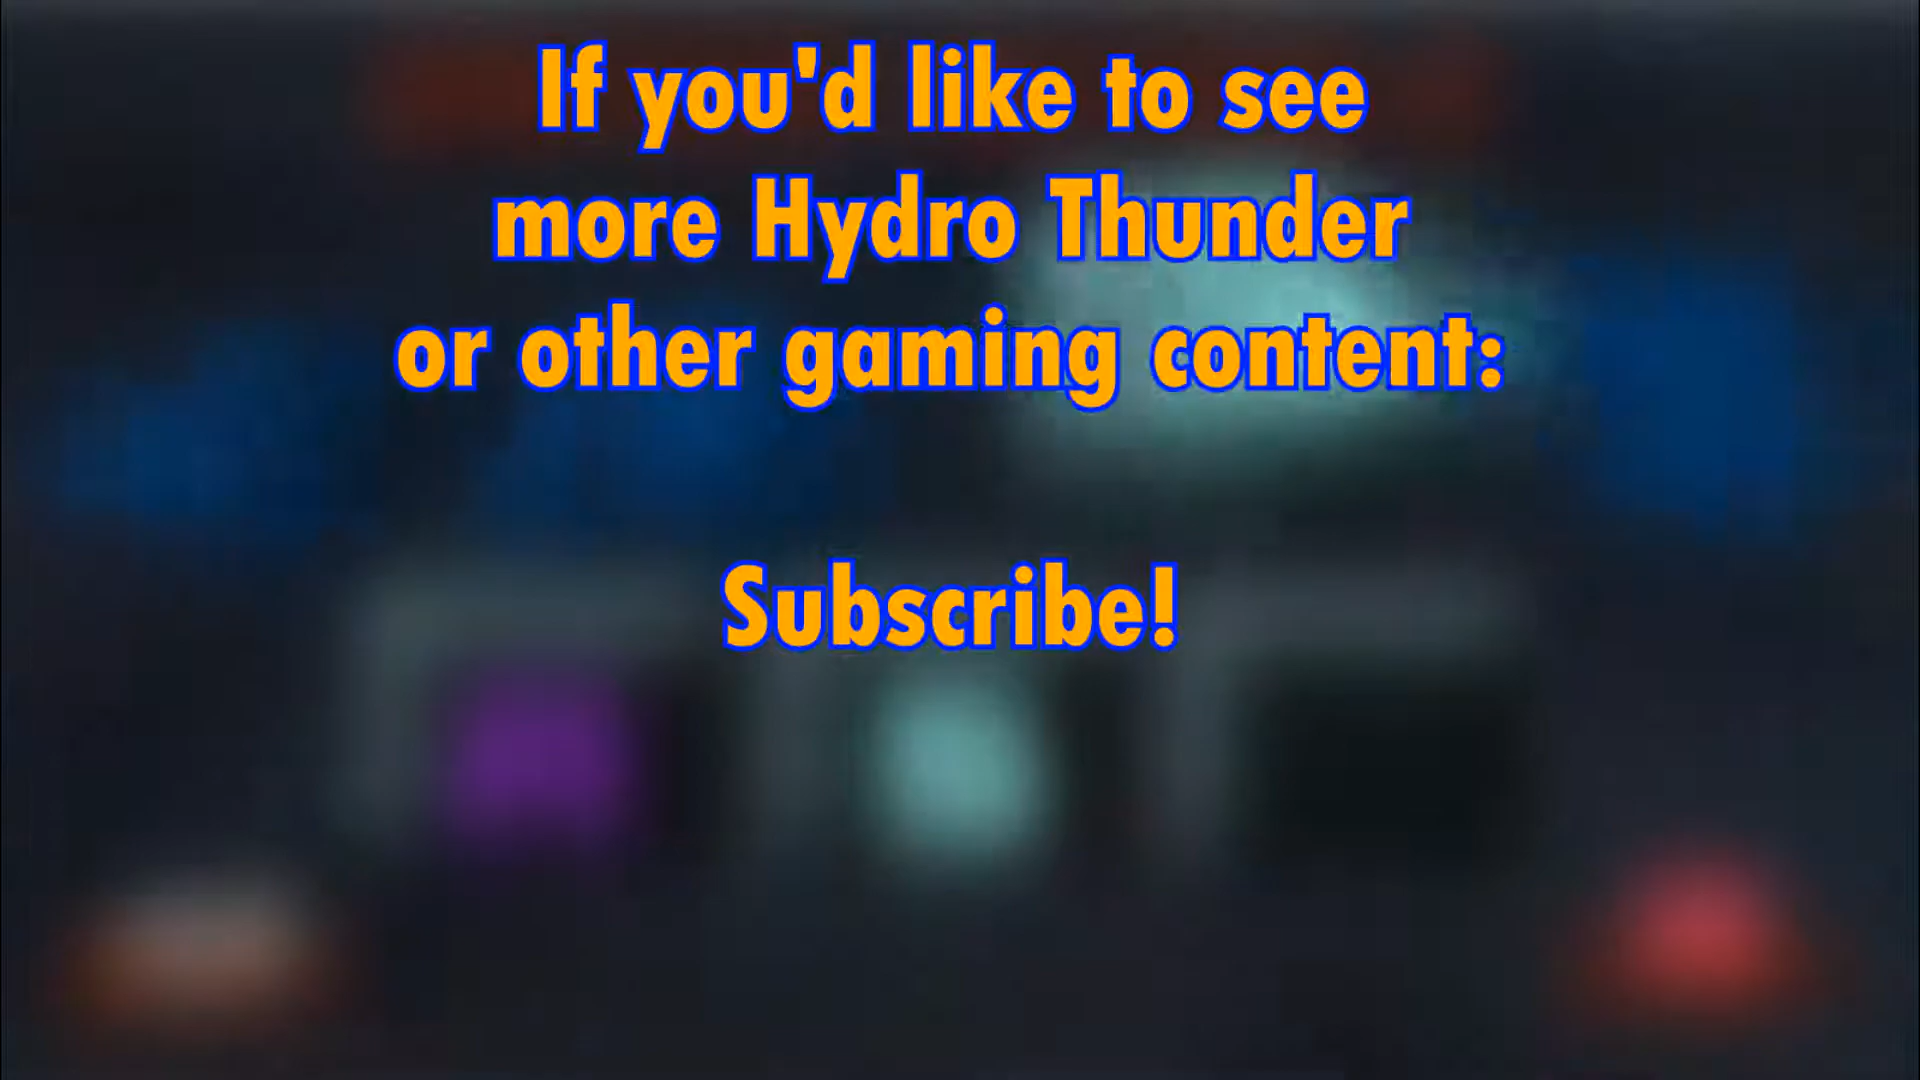 If you'd like to see
more Hydro Thunder
or other gaming content:
Subscribe!